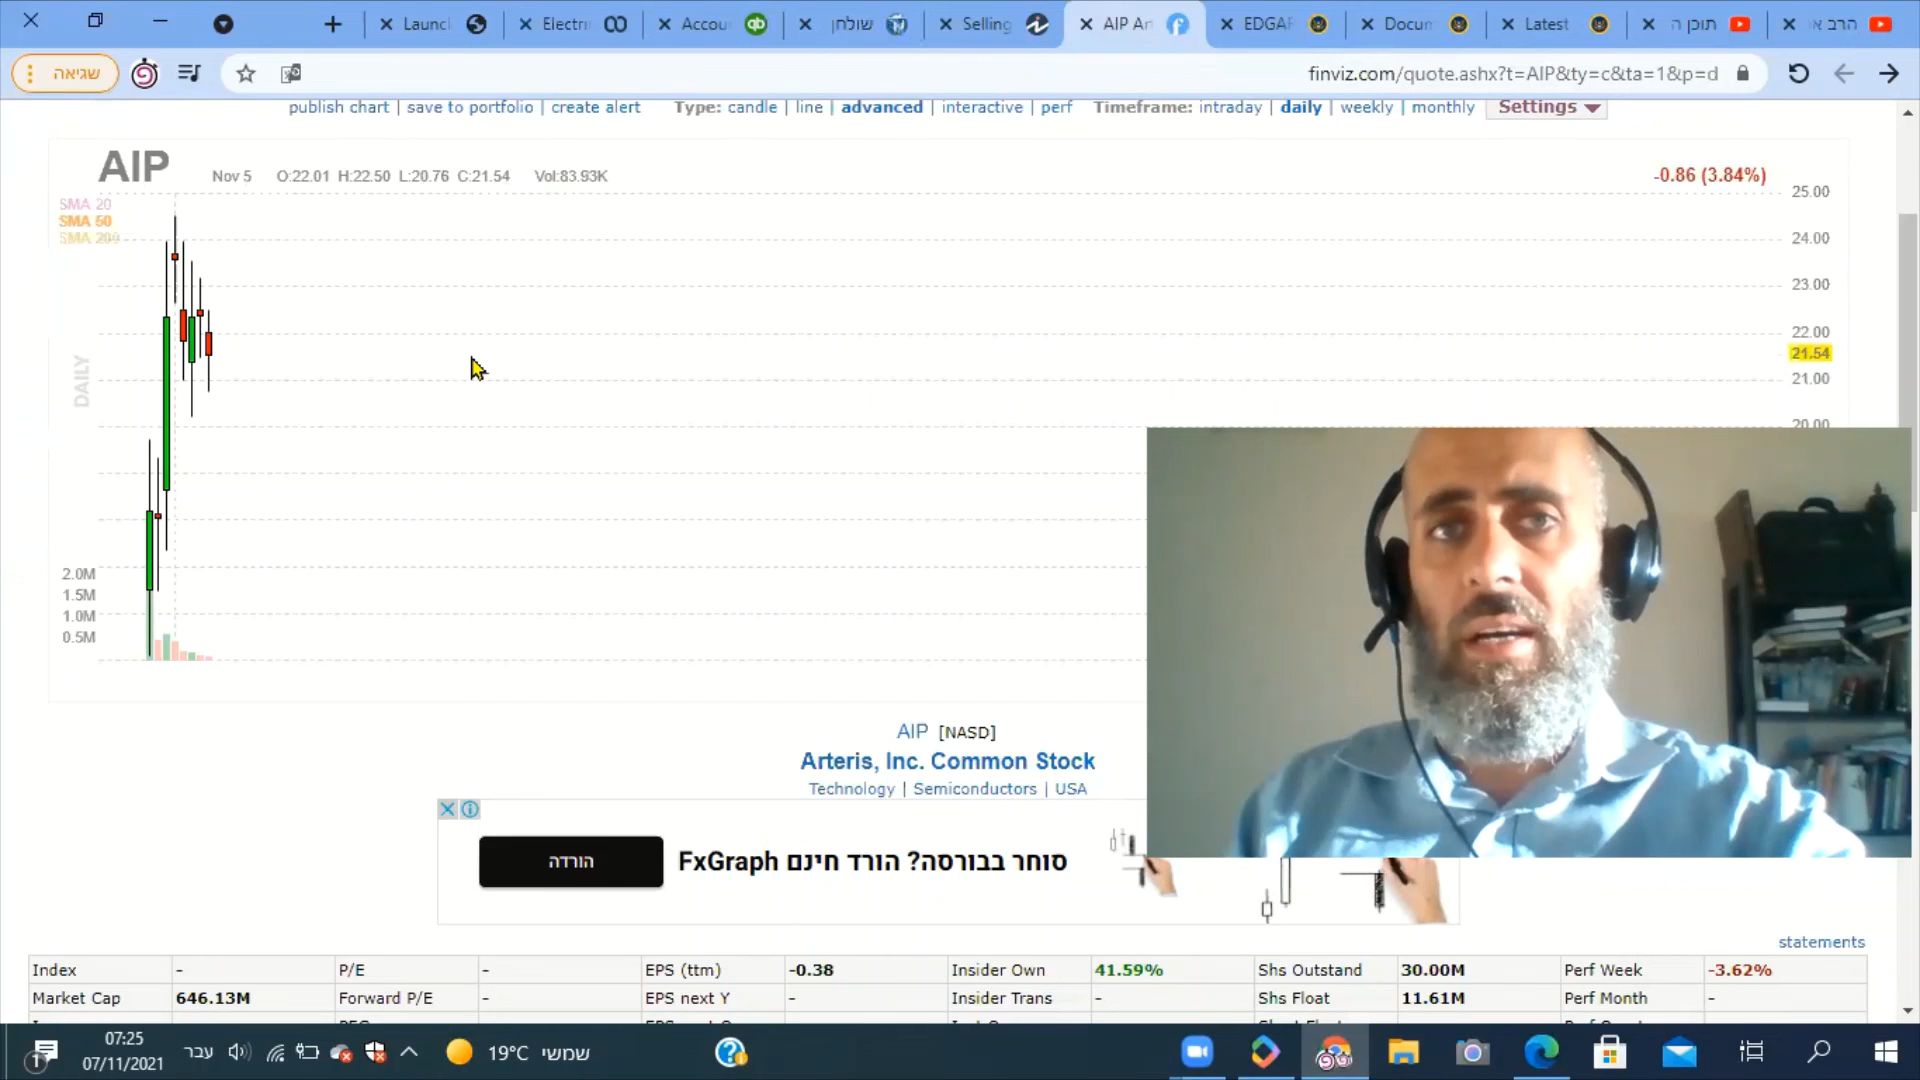 Launc
Electri
Accou
שולחן
Selling
AIP Ar
EDGAR
Docum
Latest
תוכן ה
הרב א
שגיאה
finviz.com/quote.ashx?t=AIP&ty=c&ta=1&p=d
publish chart | save to portfolio | create alert
Type: candle | line | advanced | interactive | perf
Timeframe: intraday | daily | weekly | monthly
Settings
AIP
Nov 5 O:22.01 H:22.50 L:20.76 C:21.54 Vol:83.93K
-0.86 (3.84%)
SMA 20
SMA 50
SMA 200
DAILY
25.00
24.00
23.00
22.00
21.54
21.00
20.00
2.0M
1.5M
1.0M
0.5M
AIP [NASD]
Arteris, Inc. Common Stock
Technology | Semiconductors | USA
סוחר בבורסה? הורד חינם FxGraph
הורדה
statements
Index - P/E - EPS (ttm) -0.38 Insider Own 41.59% Shs Outstand 30.00M Perf Week -3.62%
Market Cap 646.13M Forward P/E - EPS next Y - Insider Trans - Shs Float 11.61M Perf Month -
07:25
07/11/2021
עבר
19°C שמושי
1